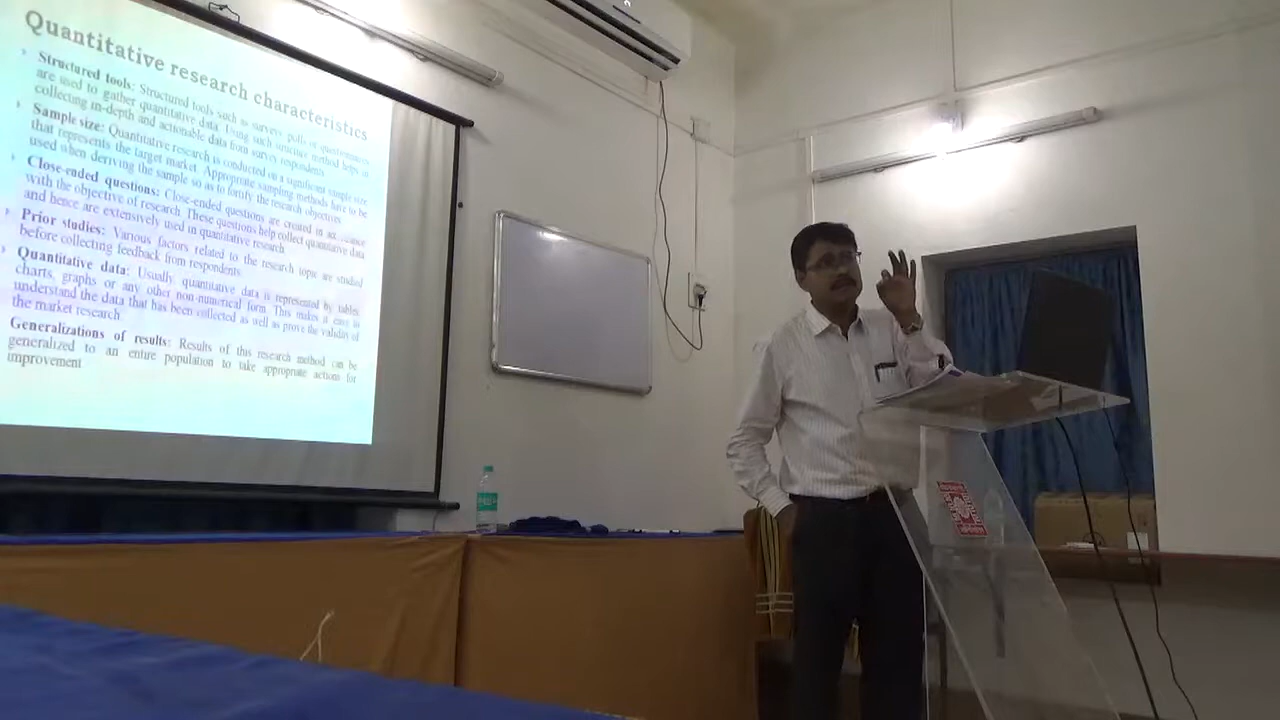 Quantitative research characteristics
Structured tools: Structured tools such as surveys, polls, or questionnaires
are used to gather quantitative data. Using such structure method helps in
collecting in-depth and actionable data from survey respondents.
Sample size: Quantitative research is conducted on a significant sample size
that represents the target market. Appropriate sampling methods have to be
used when deriving the sample so as to fortify the research objectives
Close-ended questions: Close-ended questions are created in accordance
with the objective of research. These questions help collect quantitative data
and hence are extensively used in quantitative research.
Prior studies: Various factors related to the research topic are studied
before collecting feedback from respondents.
Quantitative data: Usually, quantitative data is represented by tables,
charts, graphs or any other non-numerical form. This makes it easy to
understand the data that has been collected as well as prove the validity of
the market research.
Generalizations of results: Results of this research method can be
generalized to an entire population to take appropriate actions for
improvement